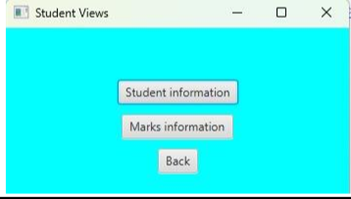 Student Views
Student information
Marks information
Back